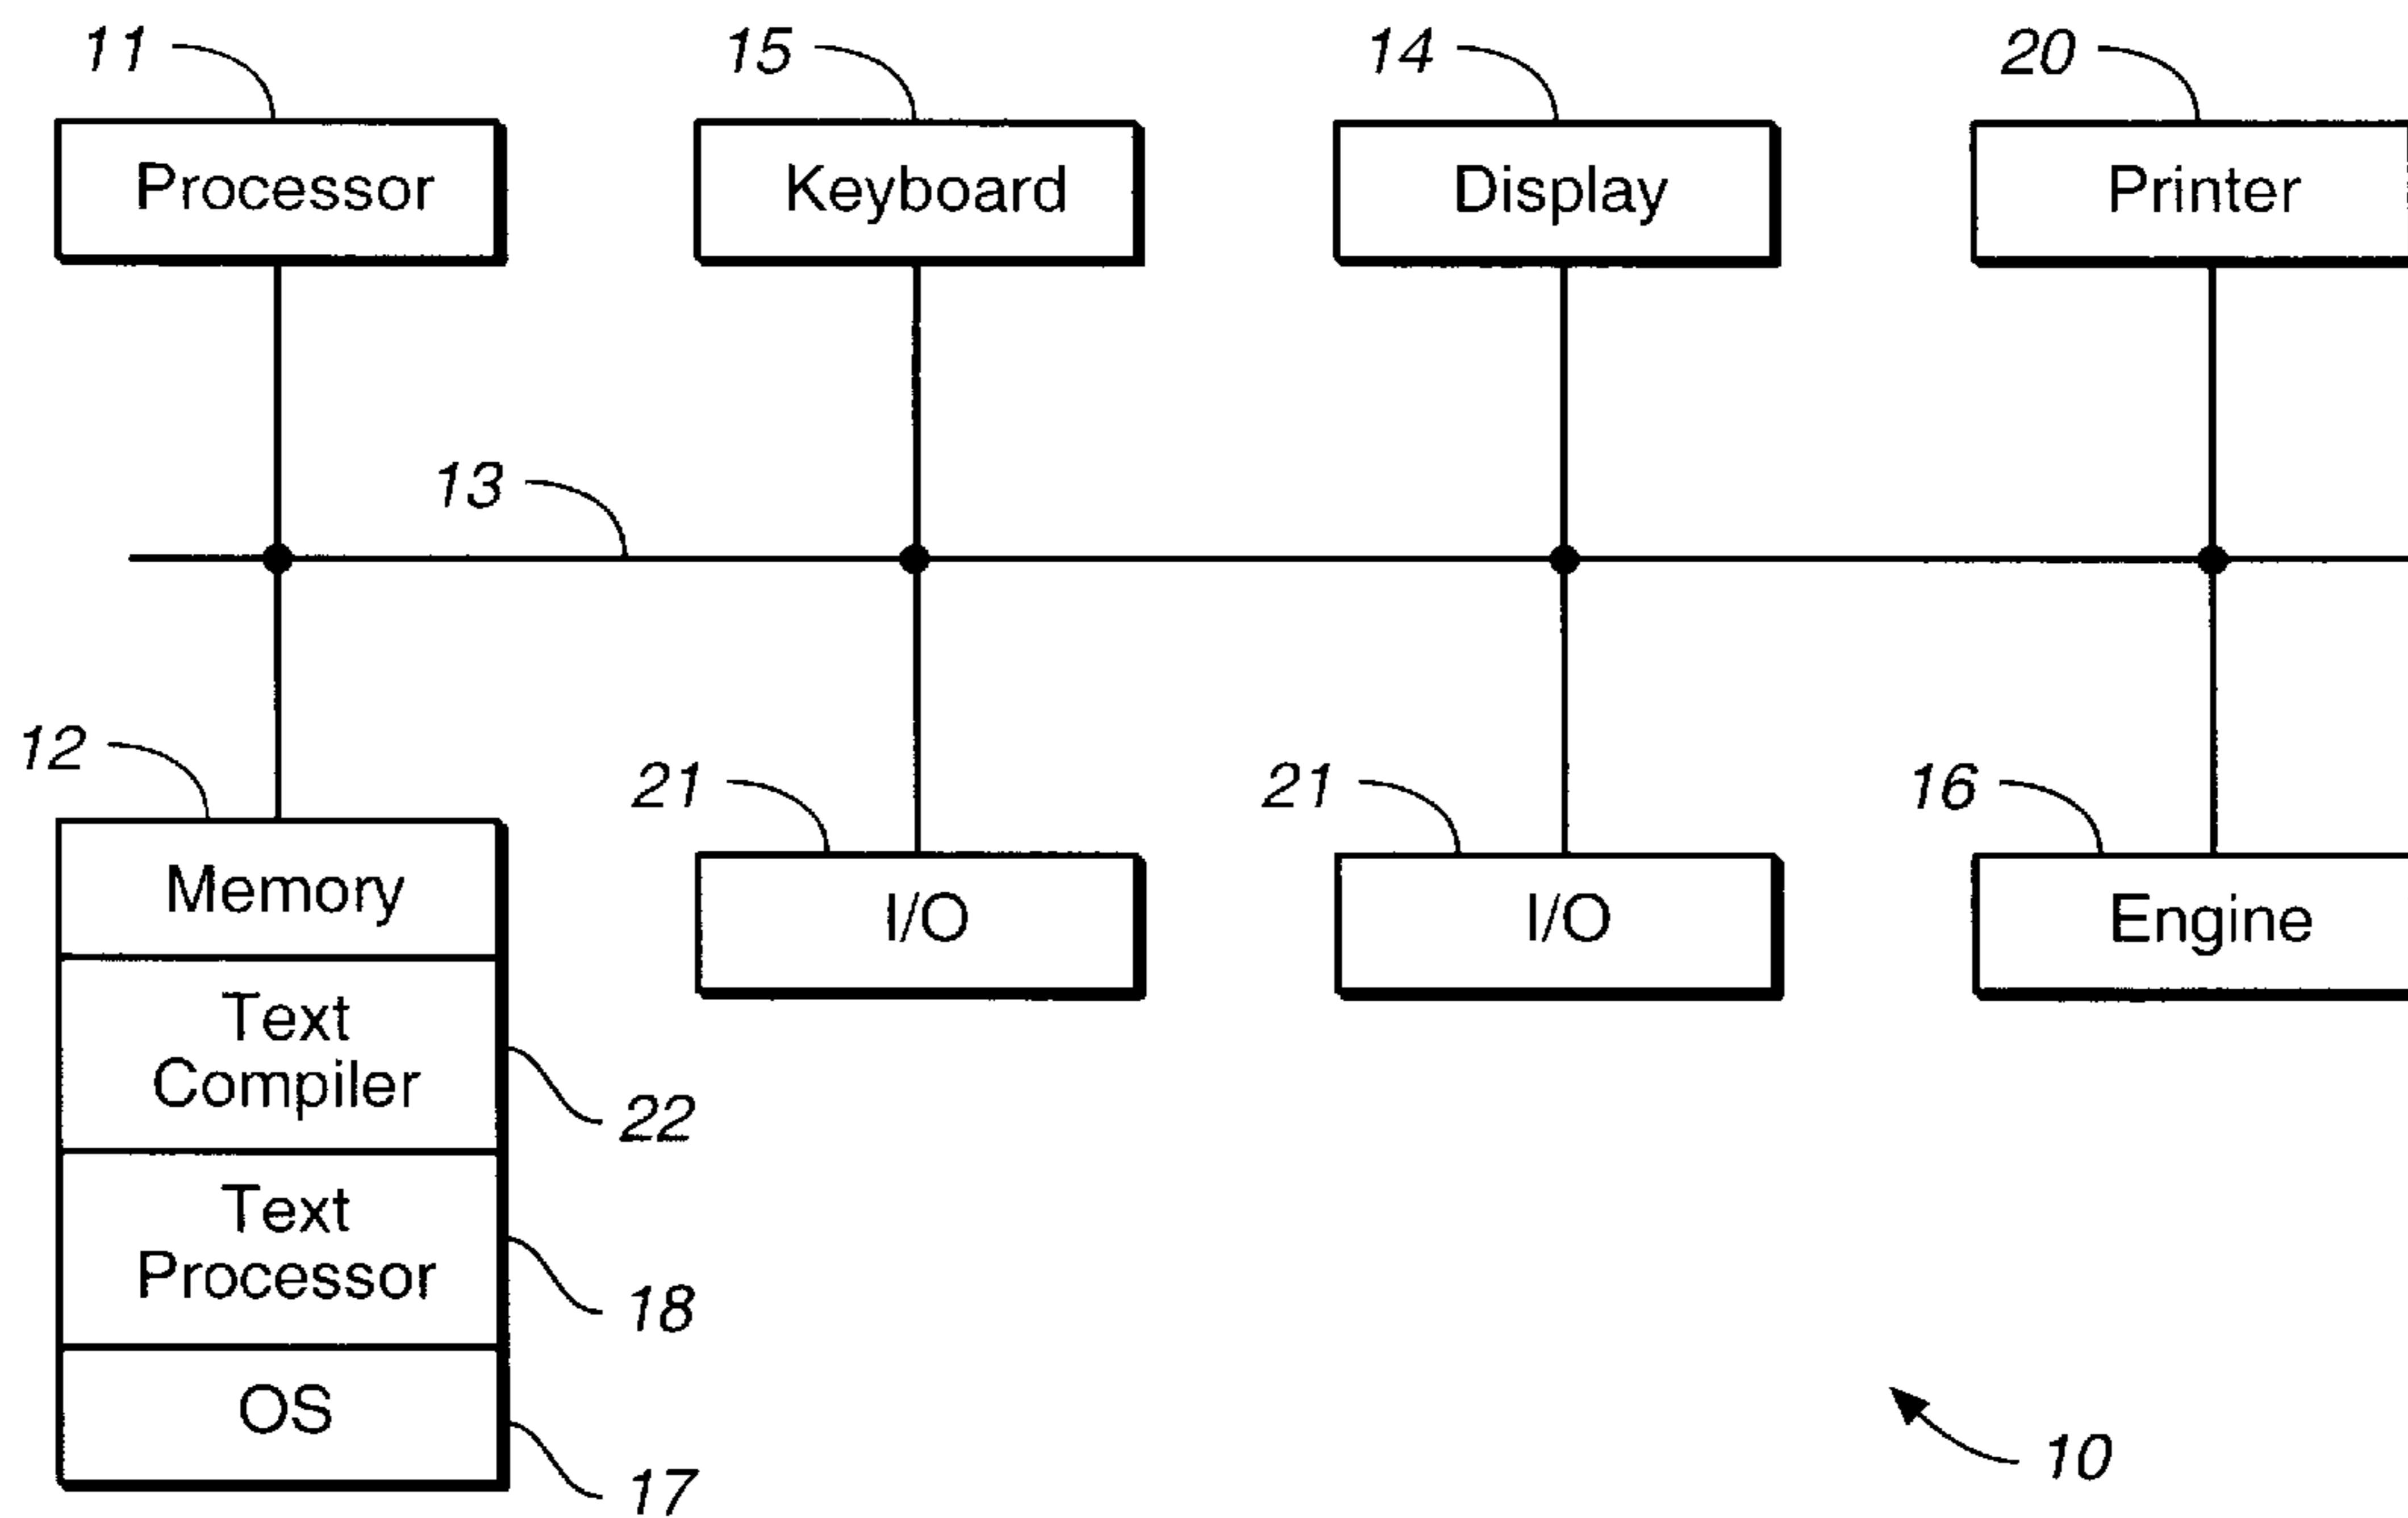 11
15
14
20
Processor
Keyboard
Display
Printer
13
12
21
21
16
Memory
I/O
I/O
Engine
Text
Compiler
22
Text
Processor
18
OS
17
10